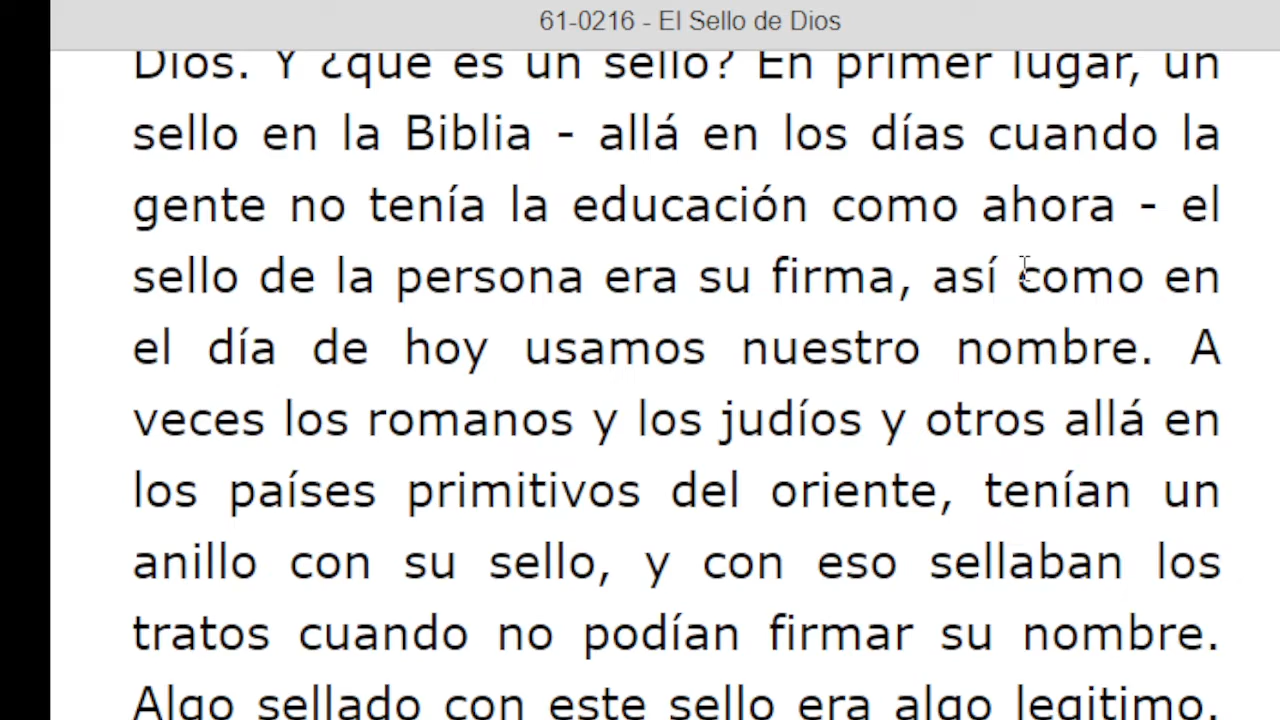 61-0216 - El Sello de Dios
Dios. Y ¿que es un sello? En primer lugar, un
sello en la Biblia - allá en los días cuando la
gente no tenía la educación como ahora - el
sello de la persona era su firma, así como en
el día de hoy usamos nuestro nombre. A
veces los romanos y los judíos y otros allá en
los países primitivos del oriente, tenían un
anillo con su sello, y con eso sellaban los
tratos cuando no podían firmar su nombre.
Algo sellado con este sello era algo legitimo.